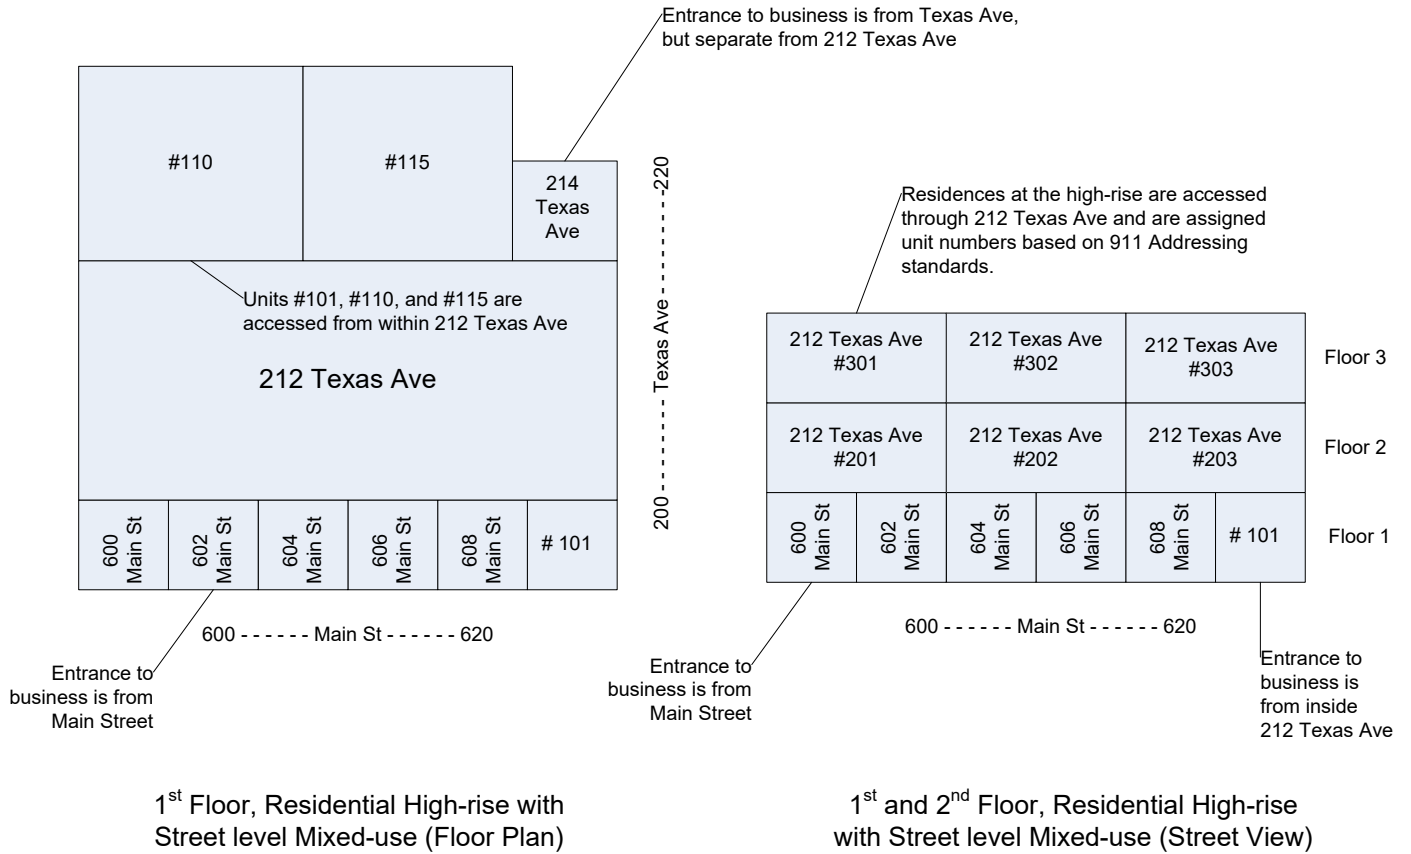 Entrance to business is from Texas Ave,
but separate from 212 Texas Ave
#110
#115
214
Texas
Ave
Units #101, #110, and #115 are
accessed from within 212 Texas Ave
212 Texas Ave
600
Main St
602
Main St
604
Main St
606
Main St
608
Main St
# 101
200 - - - - - - Texas Ave - - - - - - 220
600 - - - - - - Main St - - - - - - 620
Entrance to
business is from
Main Street
1st Floor, Residential High-rise with
Street level Mixed-use (Floor Plan)
Residences at the high-rise are accessed
through 212 Texas Ave and are assigned
unit numbers based on 911 Addressing
standards.
212 Texas Ave
#301
212 Texas Ave
#302
212 Texas Ave
#303
Floor 3
212 Texas Ave
#201
212 Texas Ave
#202
212 Texas Ave
#203
Floor 2
600
Main St
602
Main St
604
Main St
606
Main St
608
Main St
# 101
Floor 1
600 - - - - - - Main St - - - - - - 620
Entrance to
business is from
Main Street
Entrance to
business is
from inside
212 Texas Ave
1st and 2nd Floor, Residential High-rise
with Street level Mixed-use (Street View)